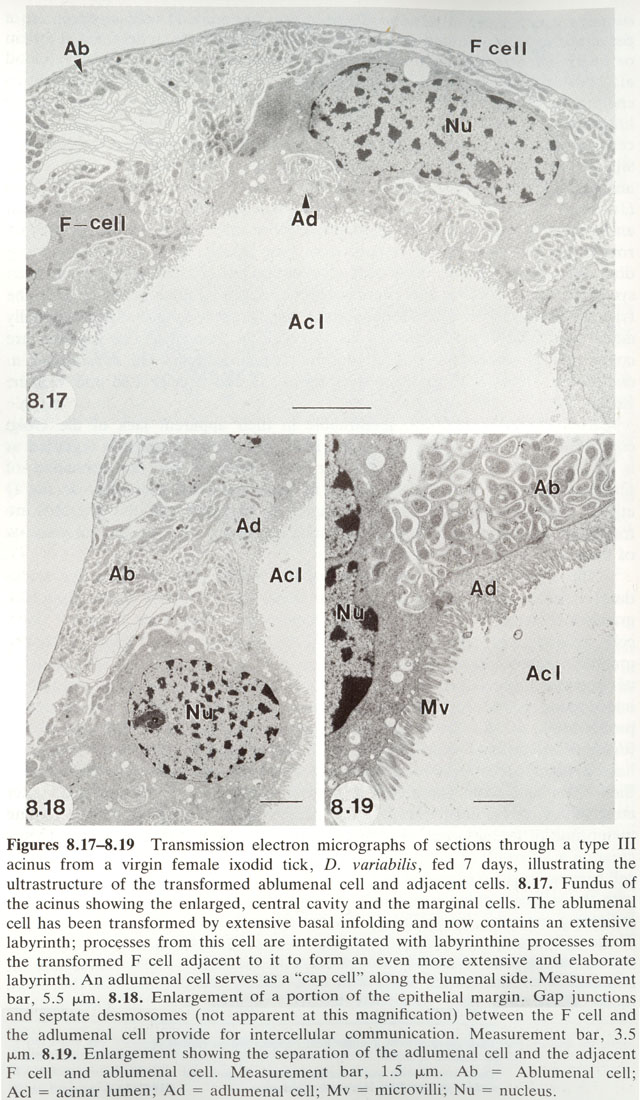 Ab
F cell
Nu
F–cell
Ad
Acl
8.17
Ad
Ab
Acl
Nu
8.18
Ab
Ad
Nu
Acl
Mv
8.19
Figures 8.17–8.19 Transmission electron micrographs of sections through a type III
acinus from a virgin female ixodid tick, D. variabilis, fed 7 days, illustrating the
ultrastructure of the transformed ablumenal cell and adjacent cells. 8.17. Fundus of
the acinus showing the enlarged, central cavity and the marginal cells. The ablumenal
cell has been transformed by extensive basal infolding and now contains an extensive
labyrinth; processes from this cell are interdigitated with labyrinthine processes from
the transformed F cell adjacent to it to form an even more extensive and elaborate
labyrinth. An adlumenal cell serves as a “cap cell” along the lumenal side. Measurement
bar, 5.5 μm. 8.18. Enlargement of a portion of the epithelial margin. Gap junctions
and septate desmosomes (not apparent at this magnification) between the F cell and
the adlumenal cell provide for intercellular communication. Measurement bar, 3.5
μm. 8.19. Enlargement showing the separation of the adlumenal cell and the adjacent
F cell and ablumenal cell. Measurement bar, 1.5 μm. Ab = Ablumenal cell;
Acl = acinar lumen; Ad = adlumenal cell; Mv = microvilli; Nu = nucleus.